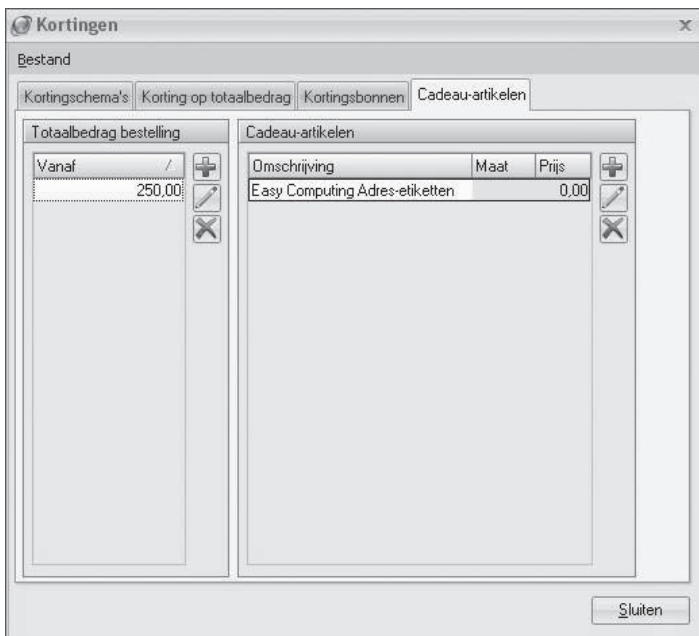 Kortingen
Bestand
Kortingschema's Korting op totaalbedrag Kortingsbonnen Cadeau-artikelen
Totaalbedrag bestelling Cadeau-artikelen
Vanaf Omschrijving Maat Prijs
250,00 Easy Computing Adres-etiketten 0,00
Sluiten